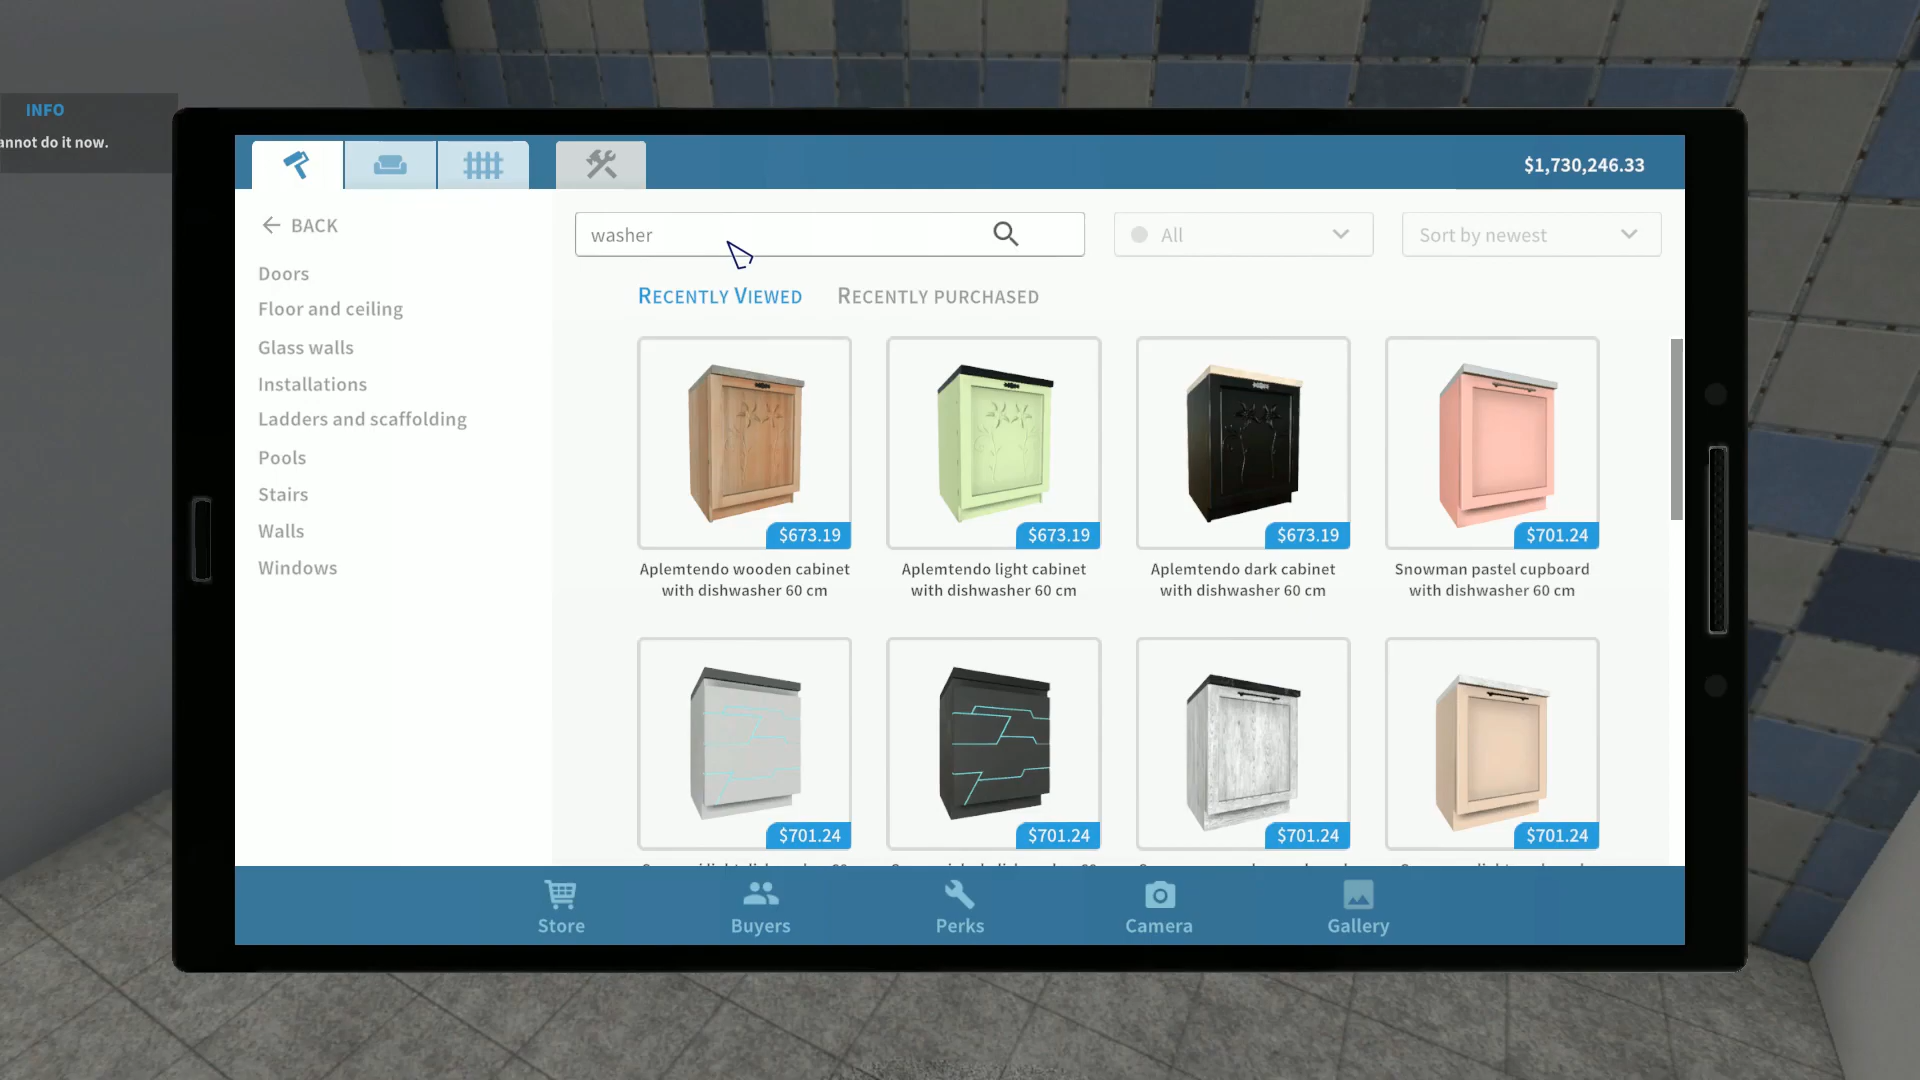 INFO
annot do it now.
$1,730,246.33
BACK
washer
All
Sort by newest
Doors
Floor and ceiling
Glass walls
Installations
Ladders and scaffolding
Pools
Stairs
Walls
Windows
RECENTLY VIEWED
RECENTLY PURCHASED
$673.19
$673.19
$673.19
$701.24
Aplemtendo wooden cabinet
with dishwasher 60 cm
Aplemtendo light cabinet
with dishwasher 60 cm
Aplemtendo dark cabinet
with dishwasher 60 cm
Snowman pastel cupboard
with dishwasher 60 cm
$701.24
$701.24
$701.24
$701.24
Store
Buyers
Perks
Camera
Gallery